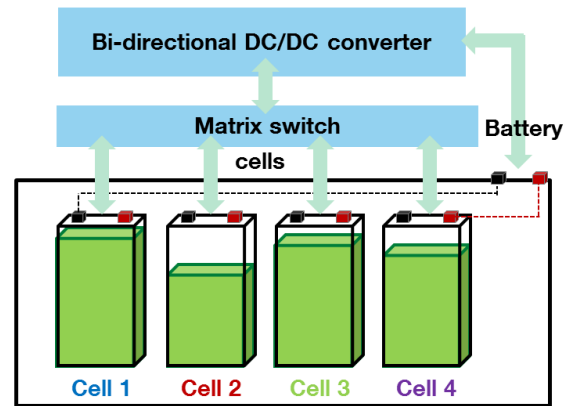 Bi-directional DC/DC converter
Matrix switch
Battery
cells
Cell 1
Cell 2
Cell 3
Cell 4